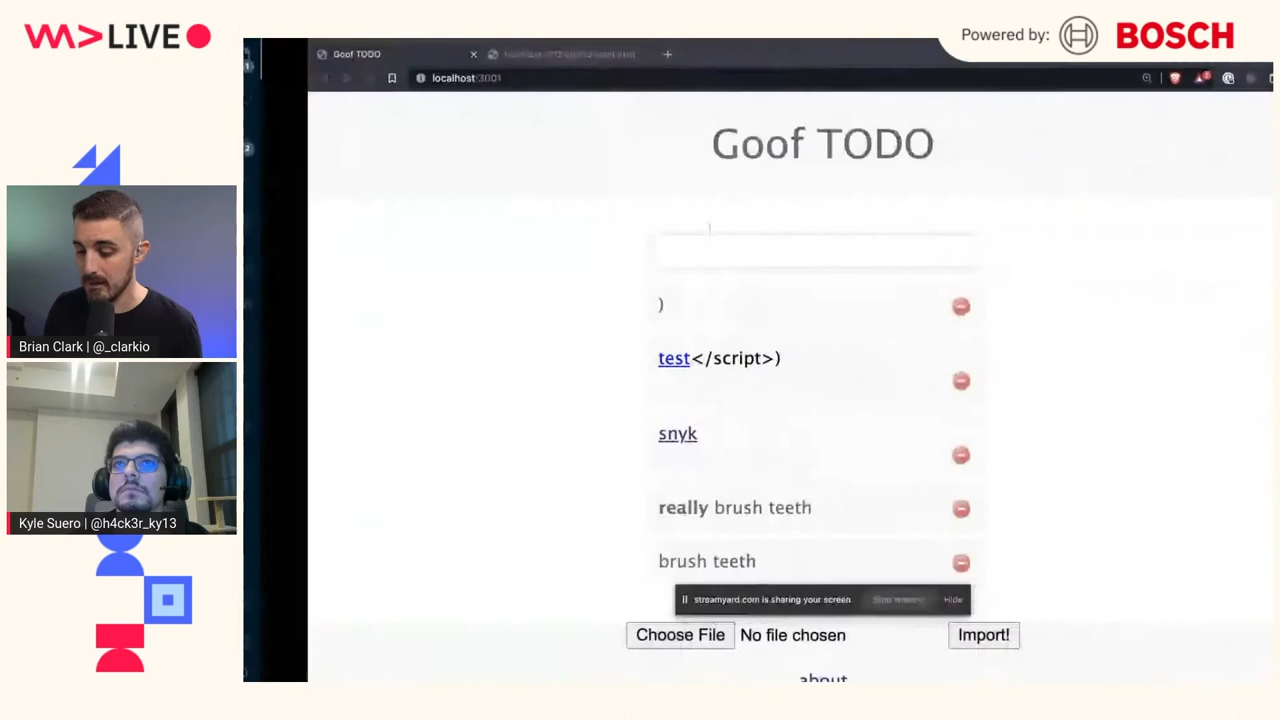 LIVE
Powered by:
BOSCH
Goof TODO
localhost:3001
Goof TODO
)
test</script>)
snyk
really brush teeth
brush teeth
streamyard.com is sharing your screen
Hide
Choose File No file chosen
Import!
about
Brian Clark | @_clarkio
Kyle Suero | @h4ck3r_ky13
1
2